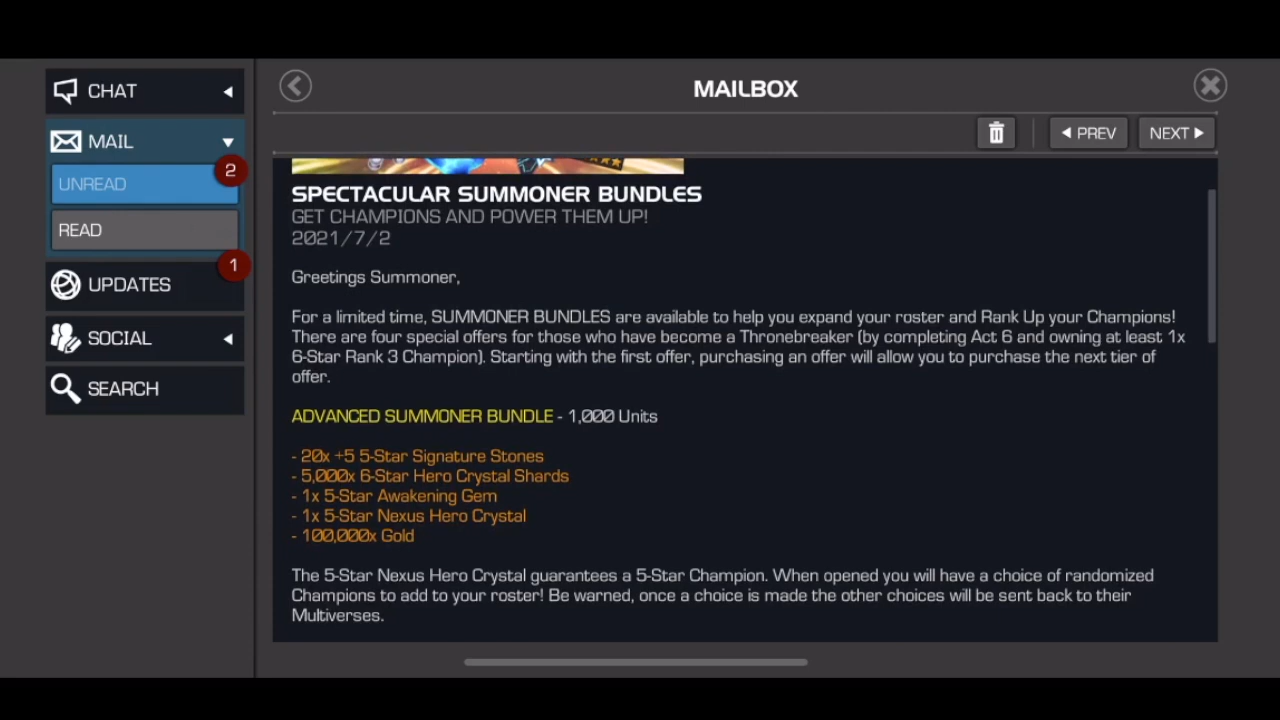 CHAT
MAILBOX
MAIL
PREV
NEXT
2
UNREAD
READ
1
UPDATES
SOCIAL
SEARCH
SPECTACULAR SUMMONER BUNDLES
GET CHAMPIONS AND POWER THEM UP!
2021/7/2
Greetings Summoner,
For a limited time, SUMMONER BUNDLES are available to help you expand your roster and Rank Up your Champions!
There are four special offers for those who have become a Thronebreaker (by completing Act 6 and owning at least 1x
6-Star Rank 3 Champion). Starting with the first offer, purchasing an offer will allow you to purchase the next tier of
offer.
ADVANCED SUMMONER BUNDLE - 1,000 Units
- 20x +5 5-Star Signature Stones
- 5,000x 6-Star Hero Crystal Shards
- 1x 5-Star Awakening Gem
- 1x 5-Star Nexus Hero Crystal
- 100,000x Gold
The 5-Star Nexus Hero Crystal guarantees a 5-Star Champion. When opened you will have a choice of randomized
Champions to add to your roster! Be warned, once a choice is made the other choices will be sent back to their
Multiverses.